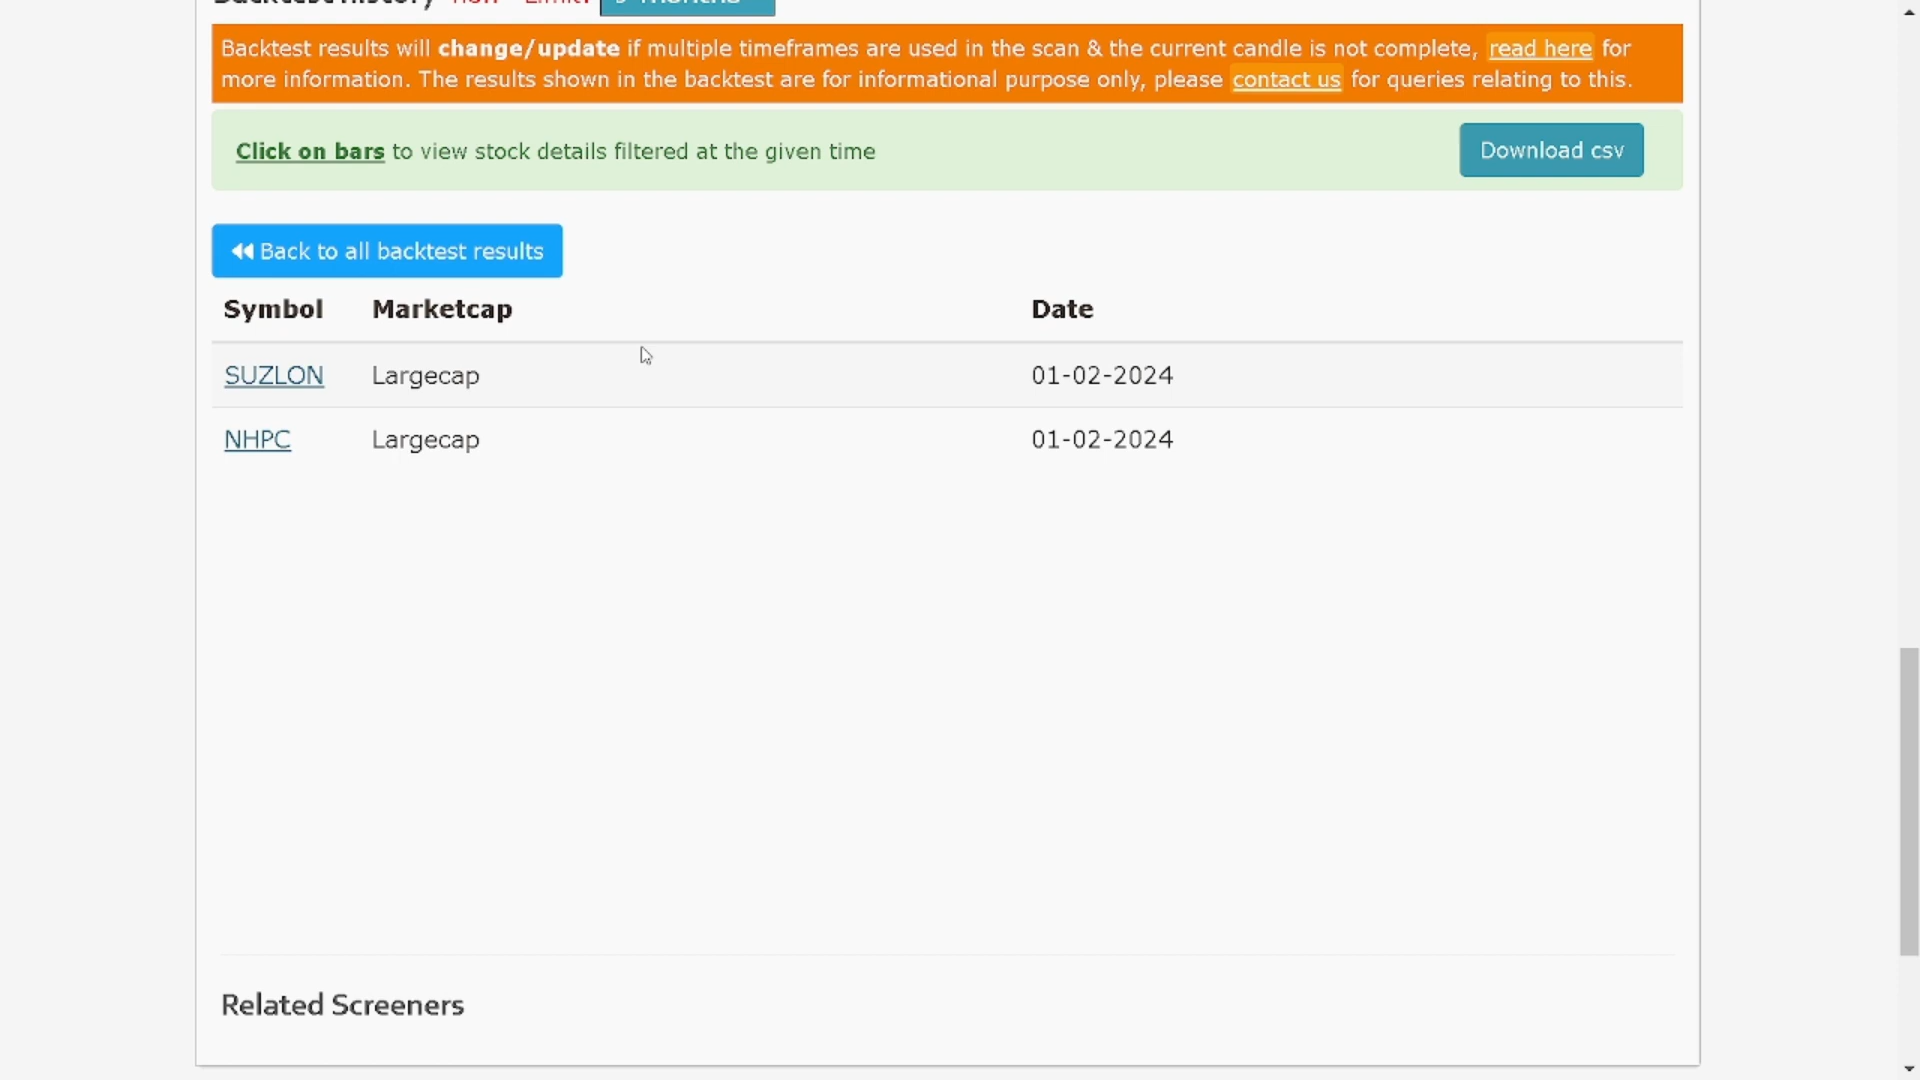 Backtest results will change/update if multiple timeframes are used in the scan & the current candle is not complete, read here for
more information. The results shown in the backtest are for informational purpose only, please contact us for queries relating to this.
Click on bars to view stock details filtered at the given time
Download csv
Back to all backtest results
Symbol Marketcap Date
SUZLON Largecap 01-02-2024
NHPC Largecap 01-02-2024
Related Screeners